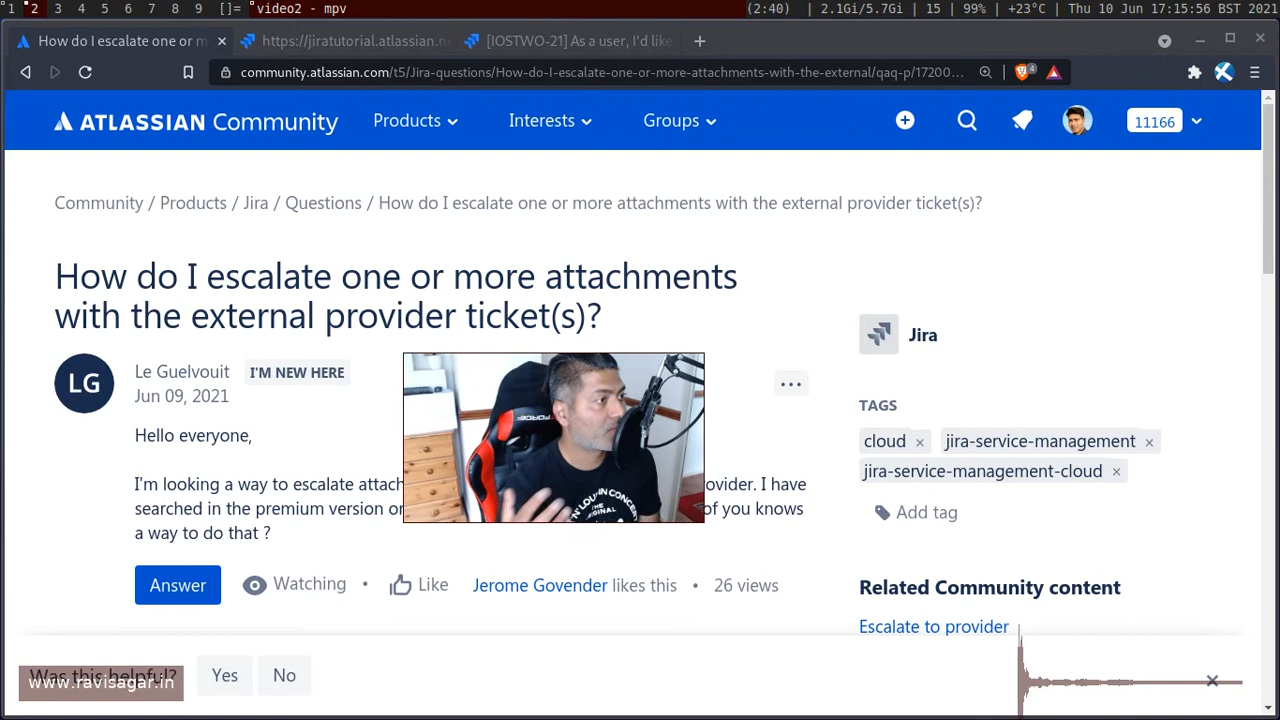 1 2 3 4 5 6 7 8 9 []= video2 - mpv (2:40) | 2.1Gi/5.7Gi | 15 | 99% | +23°C | Thu 10 Jun 17:15:56 BST 2021
How do I escalate one or m https://jiratutorial.atlassian.ne [IOSTWO-21] As a user, I'd like
community.atlassian.com/t5/Jira-questions/How-do-I-escalate-one-or-more-attachments-with-the-external/qaq-p/17200... 4
ATLASSIAN Community Products Interests Groups 11166
Community / Products / Jira / Questions / How do I escalate one or more attachments with the external provider ticket(s)?
How do I escalate one or more attachments
with the external provider ticket(s)?
Jira
LG
Le Guelvouit I'M NEW HERE
Jun 09, 2021
TAGS
cloud × jira-service-management ×
jira-service-management-cloud ×
Add tag
Hello everyone,
I'm looking a way to escalate attach ovider. I have
searched in the premium version or of you knows
a way to do that ?
THE
ORIGINAL
Answer Watching • Like Jerome Govender likes this • 26 views
Related Community content
Escalate to provider
Was this helpful? Yes No
www.ravisagar.in